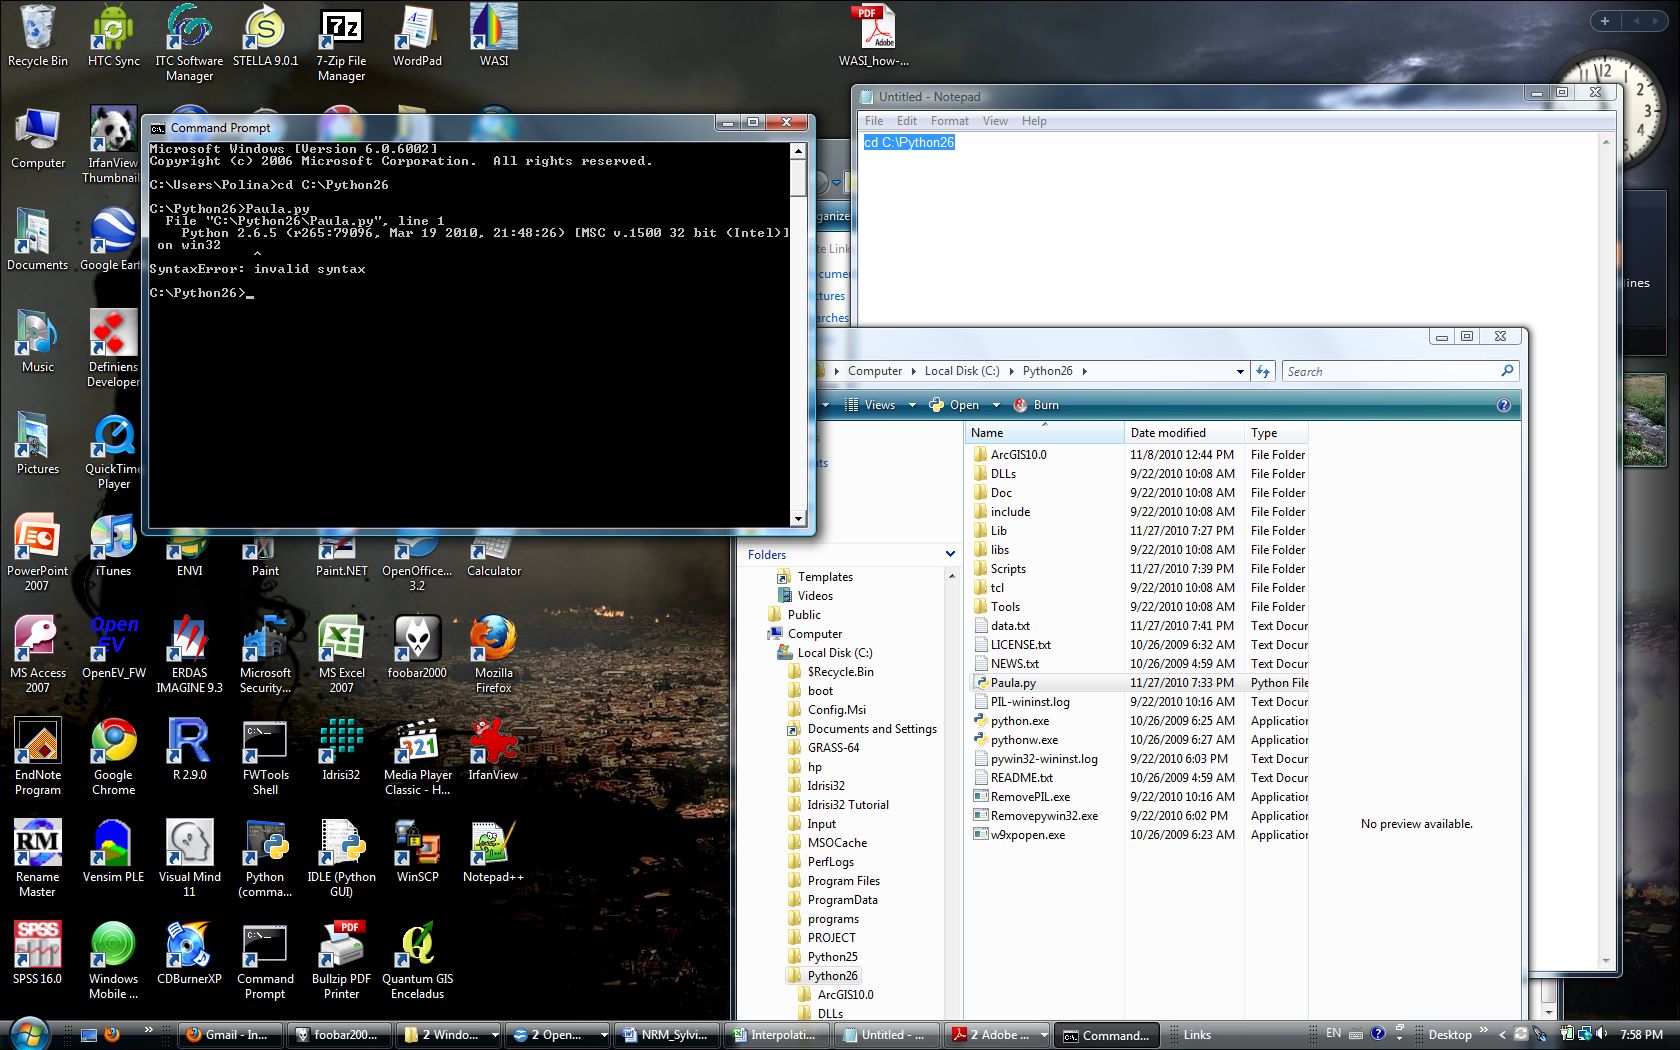 Recycle Bin
HTC Sync
ITC Software
Manager
STELLA 9.0.1
7-Zip File
Manager
WordPad
WASI
WASI_how-...
Computer
IrfanView
Thumbnail
Documents
Google Eart
Music
Definiens
Developer
Pictures
QuickTime
Player
PowerPoint
2007
iTunes
ENVI
Paint
Paint.NET
OpenOffice...
3.2
Calculator
MS Access
2007
OpenEV_FW
ERDAS
IMAGINE 9.3
Microsoft
Security...
MS Excel
2007
foobar2000
Mozilla
Firefox
EndNote
Program
Google
Chrome
R 2.9.0
FWTools
Shell
Idrisi32
Media Player
Classic - H...
IrfanView
Rename
Master
Vensim PLE
Visual Mind
11
Python
(comma...
IDLE (Python
GUI)
WinSCP
Notepad++
SPSS 16.0
Windows
Mobile ...
CDBurnerXP
Command
Prompt
Bullzip PDF
Printer
Quantum GIS
Enceladus
Command Prompt
Microsoft Windows [Version 6.0.6002]
Copyright (c) 2006 Microsoft Corporation.  All rights reserved.
C:\Users\Polina>cd C:\Python26
C:\Python26>Paula.py
File "C:\Python26\Paula.py", line 1
Python 2.6.5 (r265:79096, Mar 19 2010, 21:48:26) [MSC v.1500 32 bit (Intel)]
on win32
^
SyntaxError: invalid syntax
C:\Python26>_
Untitled - Notepad
File Edit Format View Help
cd C:\Python26
ganize
te Link
cume
tures
arches
lines
Computer Local Disk (C:) Python26
Search
Views Open Burn
Name Date modified Type
ArcGIS10.0 11/8/2010 12:44 PM File Folder
DLLs 9/22/2010 10:08 AM File Folder
Doc 9/22/2010 10:08 AM File Folder
include 9/22/2010 10:08 AM File Folder
Lib 11/27/2010 7:27 PM File Folder
libs 9/22/2010 10:08 AM File Folder
Scripts 11/27/2010 7:39 PM File Folder
tcl 9/22/2010 10:08 AM File Folder
Tools 9/22/2010 10:08 AM File Folder
data.txt 11/27/2010 7:41 PM Text Docur
LICENSE.txt 10/26/2009 6:32 AM Text Docur
NEWS.txt 10/26/2009 4:59 AM Text Docur
Paula.py 11/27/2010 7:33 PM Python File
PIL-wininst.log 9/22/2010 10:16 AM Text Docur
python.exe 10/26/2009 6:25 AM Application
pythonw.exe 10/26/2009 6:27 AM Application
pywin32-wininst.log 9/22/2010 6:03 PM Text Docur
README.txt 10/26/2009 4:59 AM Text Docur
RemovePIL.exe 9/22/2010 10:16 AM Application
Removepywin32.exe 9/22/2010 6:02 PM Application
w9xpopen.exe 10/26/2009 6:23 AM Application
No preview available.
Folders
Templates
Videos
Public
Computer
Local Disk (C:)
$Recycle.Bin
boot
Config.Msi
Documents and Settings
GRASS-64
hp
Idrisi32
Idrisi32 Tutorial
Input
MSOCache
PerfLogs
Program Files
ProgramData
programs
PROJECT
Python25
Python26
ArcGIS10.0
DLLs
Gmail - In...
foobar200...
2 Windo...
2 Open...
NRM_Sylvi...
Interpolati...
Untitled - ...
2 Adobe ...
Command...
Links
EN
Desktop
7:58 PM